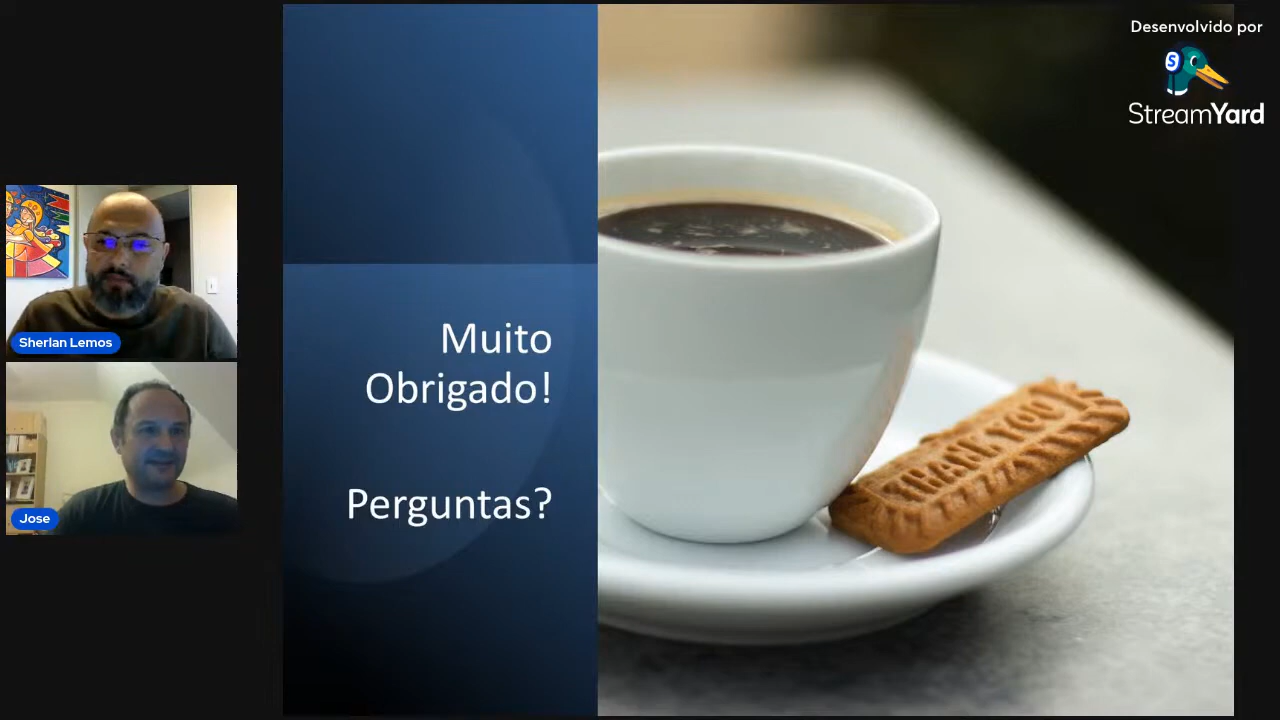 Desenvolvido por
S
StreamYard
Sherlan Lemos
Jose
Muito
Obrigado!
Perguntas?
THANK YOU